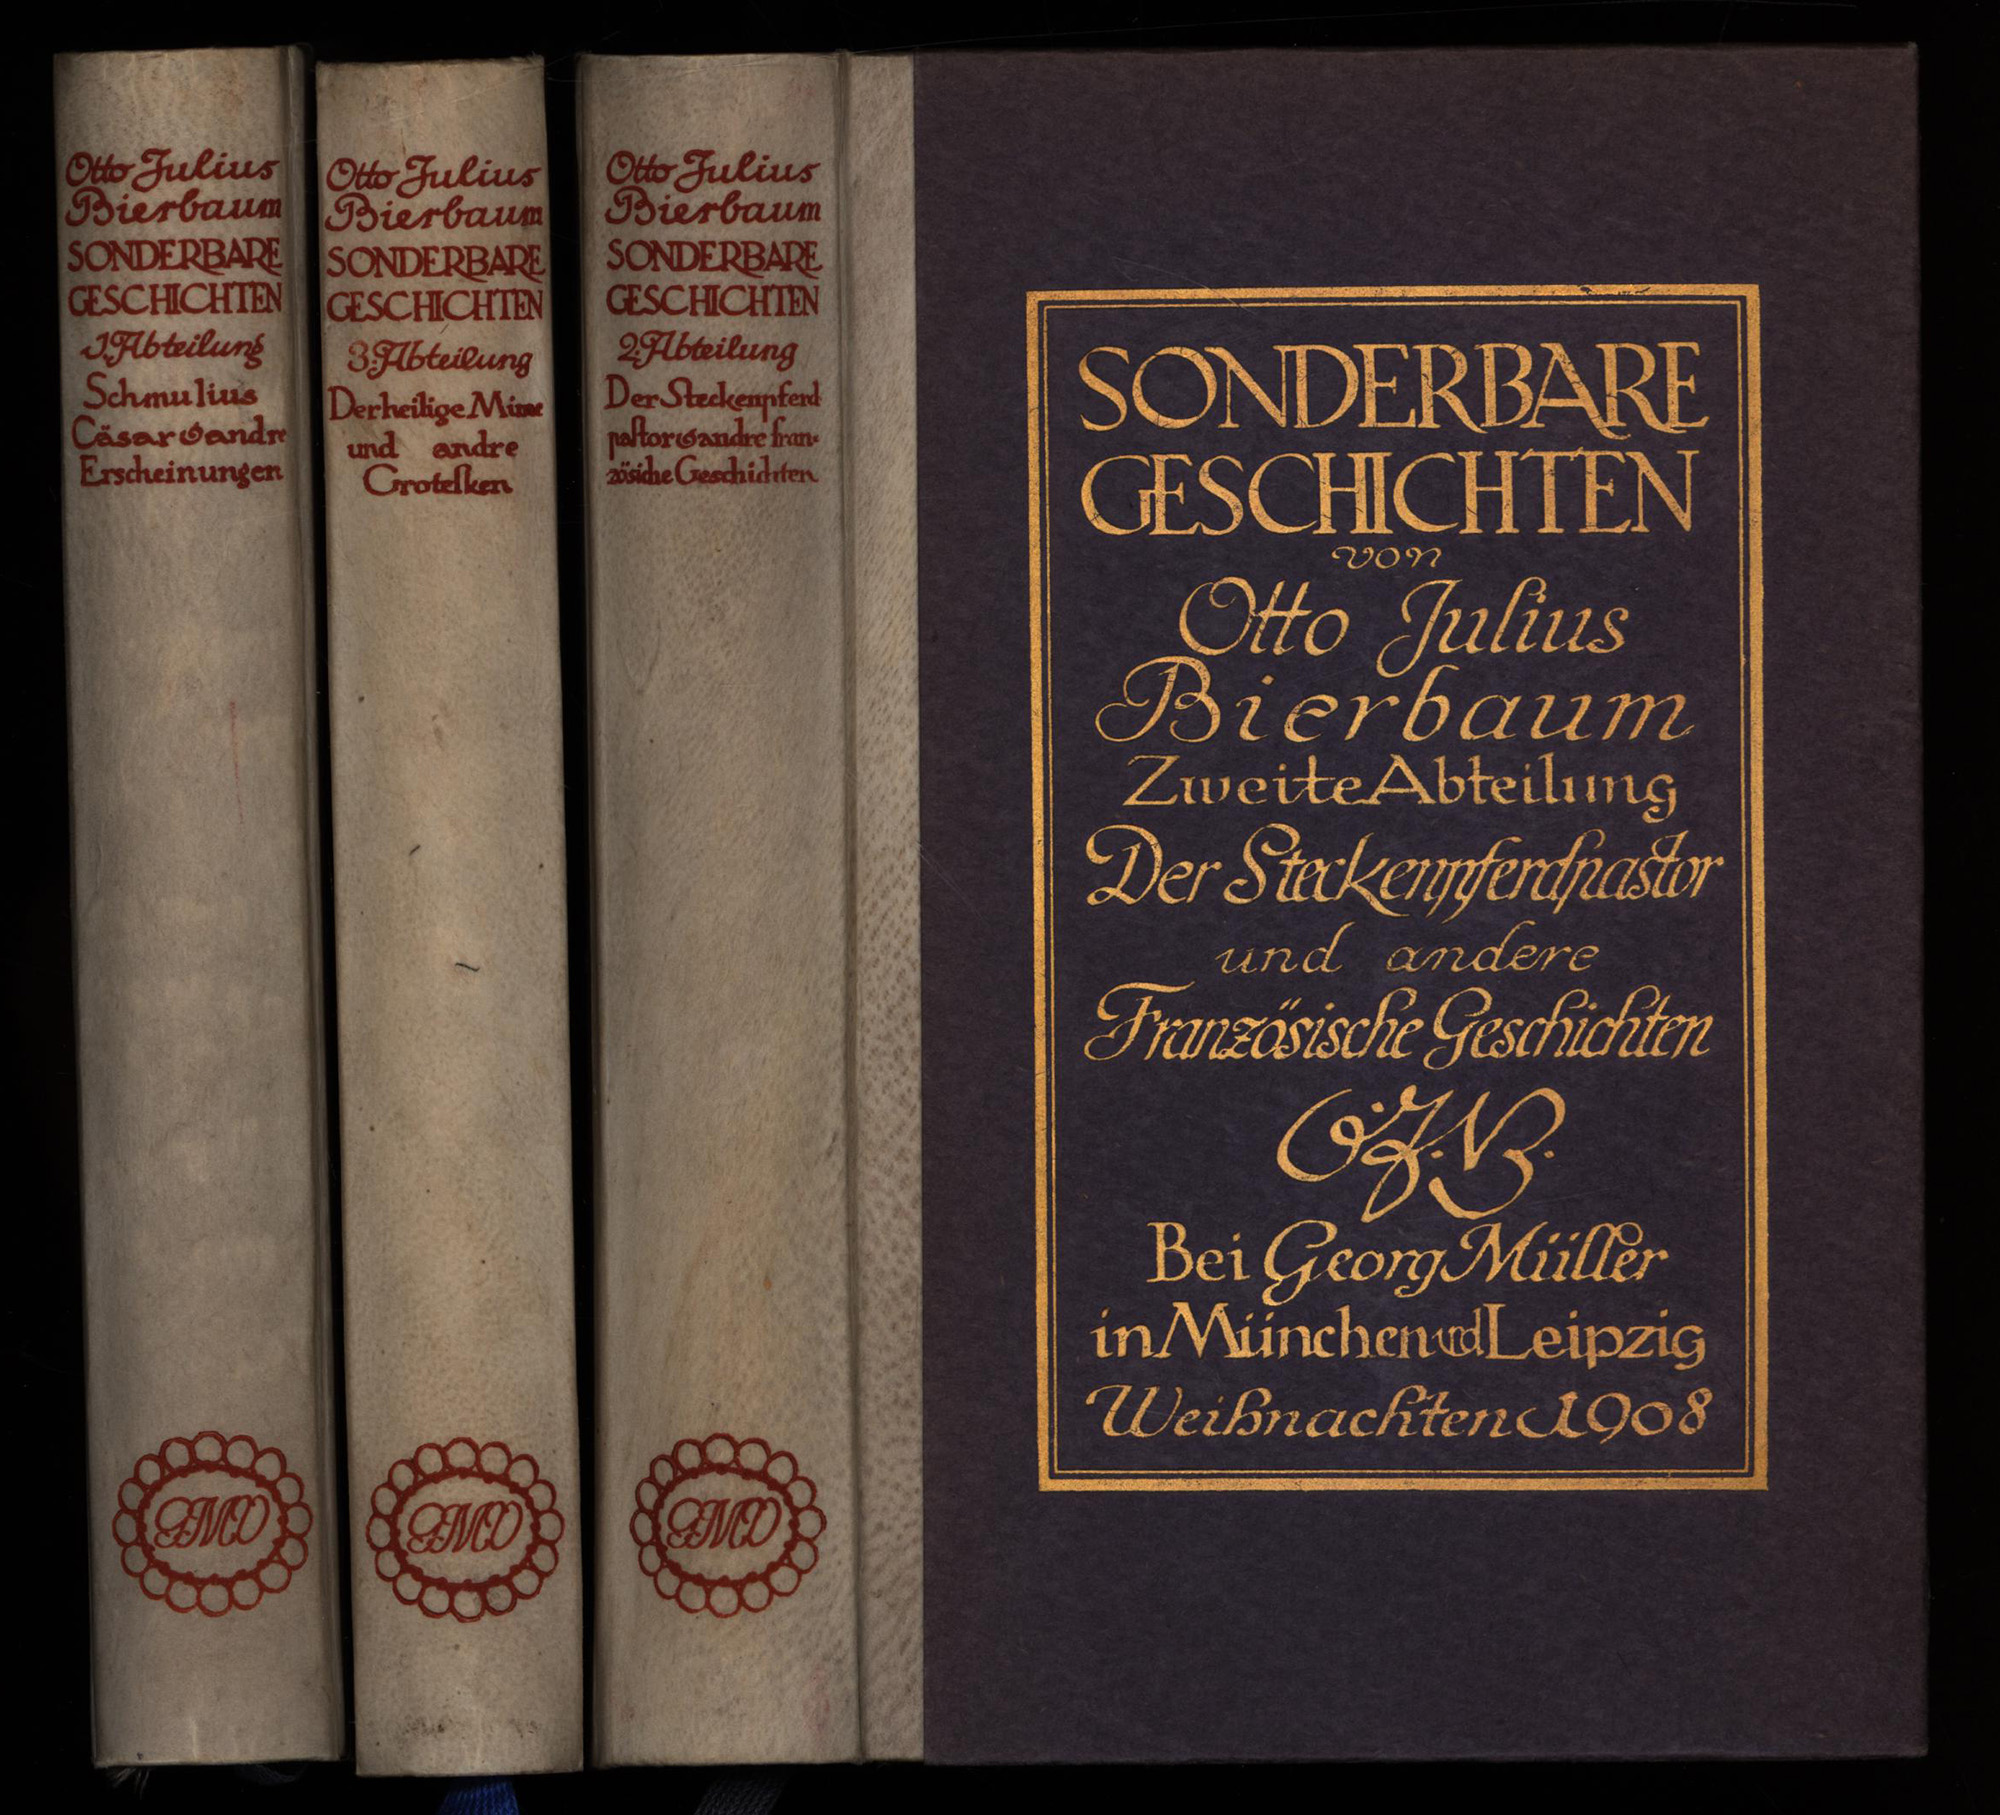 Otto Julius
Bierbaum
SONDERBARE
GESCHICHTEN
1. Abteilung
Schmulius
Cäsar & andre
Erscheinungen
GMV
Otto Julius
Bierbaum
SONDERBARE
GESCHICHTEN
3. Abteilung
Der heilige Mime
und andre
Grotesken
GMV
Otto Julius
Bierbaum
SONDERBARE
GESCHICHTEN
2. Abteilung
Der Steckenpferd
pastor & andre fran-
zösiche Geschichten
GMV
SONDERBARE
GESCHICHTEN
von
Otto Julius
Bierbaum
Zweite Abteilung
Der Steckenpferdpastor
und andere
Französische Geschichten
O.J.B.
Bei Georg Müller
in München und Leipzig
Weihnachten 1908